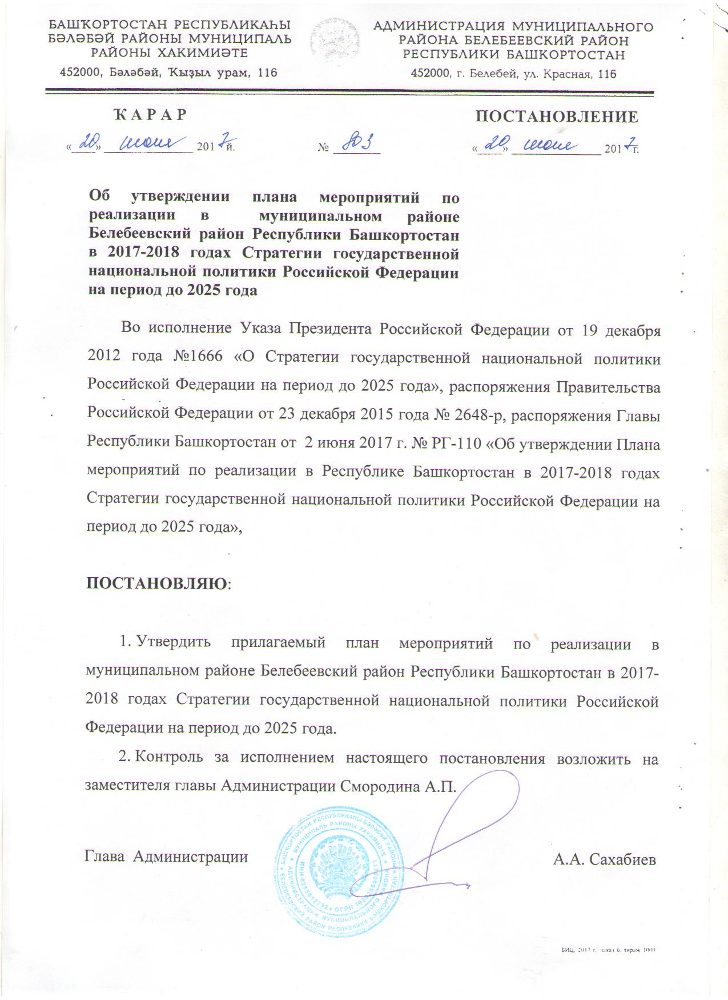 БАШҠОРТОСТАН РЕСПУБЛИКАҺЫ
БӘЛӘБӘЙ РАЙОНЫ МУНИЦИПАЛЬ
РАЙОНЫ ХАКИМИӘТЕ
452000, Бәләбәй, Ҡыҙыл урам, 116
АДМИНИСТРАЦИЯ МУНИЦИПАЛЬНОГО
РАЙОНА БЕЛЕБЕЕВСКИЙ РАЙОН
РЕСПУБЛИКИ БАШКОРТОСТАН
452000, г. Белебей, ул. Красная, 116
ҠАРАР
ПОСТАНОВЛЕНИЕ
«20» июня 2017 й. № 803 «20» июня 2017 г.
Об утверждении плана мероприятий по
реализации в муниципальном районе
Белебеевский район Республики Башкортостан
в 2017-2018 годах Стратегии государственной
национальной политики Российской Федерации
на период до 2025 года
Во исполнение Указа Президента Российской Федерации от 19 декабря
2012 года №1666 «О Стратегии государственной национальной политики
Российской Федерации на период до 2025 года», распоряжения Правительства
Российской Федерации от 23 декабря 2015 года № 2648-р, распоряжения Главы
Республики Башкортостан от 2 июня 2017 г. № РГ-110 «Об утверждении Плана
мероприятий по реализации в Республике Башкортостан в 2017-2018 годах
Стратегии государственной национальной политики Российской Федерации на
период до 2025 года»,
ПОСТАНОВЛЯЮ:
1. Утвердить прилагаемый план мероприятий по реализации в
муниципальном районе Белебеевский район Республики Башкортостан в 2017-
2018 годах Стратегии государственной национальной политики Российской
Федерации на период до 2025 года.
2. Контроль за исполнением настоящего постановления возложить на
заместителя главы Администрации Смородина А.П.
Глава Администрации
А.А. Сахабиев
БАШҠОРТОСТАН РЕСПУБЛИКАҺЫ БӘЛӘБӘЙ РАЙОНЫ
МУНИЦИПАЛЬ РАЙОНЫ ХАКИМИӘТЕ
АДМИНИСТРАЦИЯ МУНИЦИПАЛЬНОГО РАЙОНА
БЕЛЕБЕЕВСКИЙ РАЙОН РЕСПУБЛИКИ БАШКОРТОСТАН
ИНН 0255012732 * ОГРН
БИЦ. 2017 г., заказ 6. тираж 1000